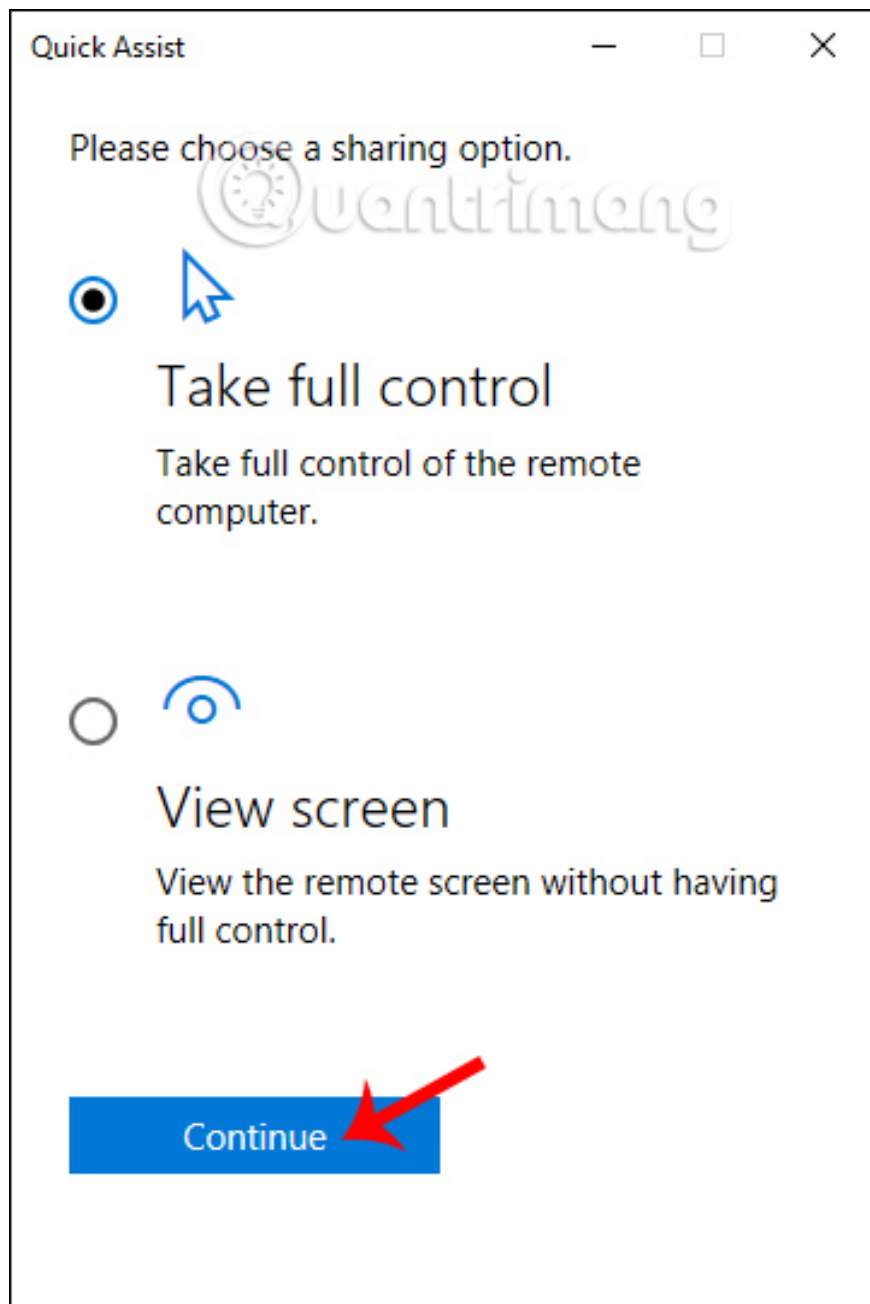 Quick Assist
Please choose a sharing option.
Quantrimang
Take full control
Take full control of the remote
computer.
View screen
View the remote screen without having
full control.
Continue